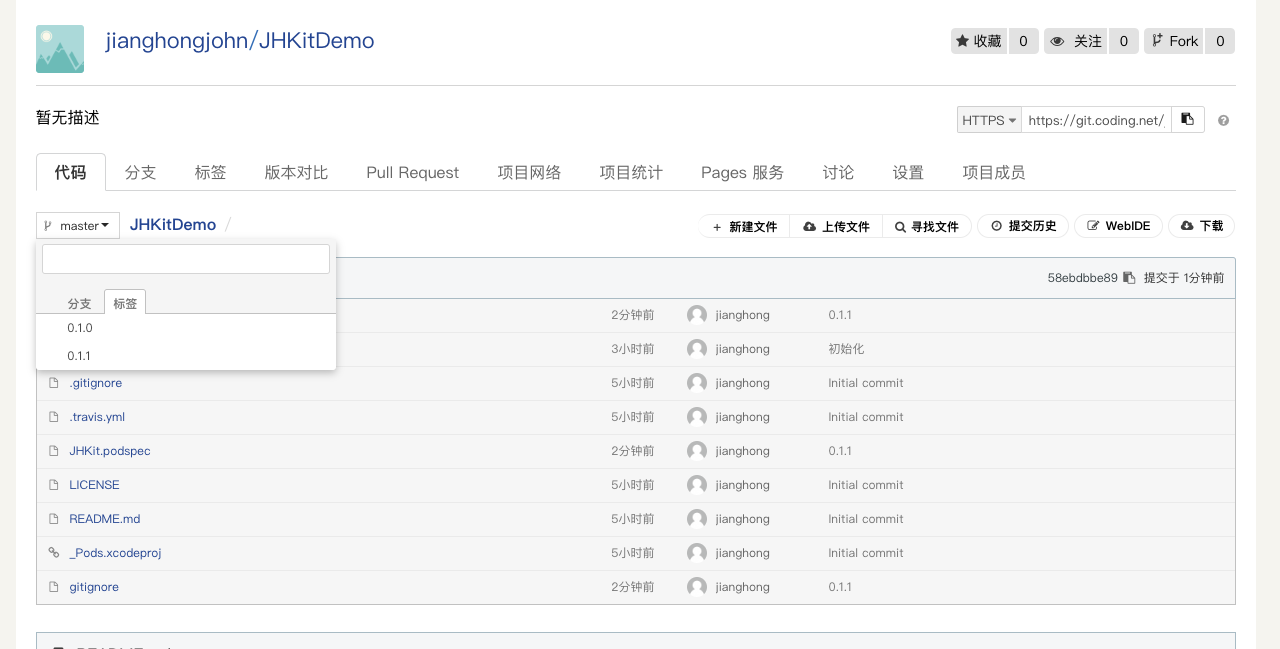 jianghongjohn/JHKitDemo
收藏 0 关注 0 Fork 0
暂无描述
HTTPS https://git.coding.net/
代码 分支 标签 版本对比 Pull Request 项目网络 项目统计 Pages 服务 讨论 设置 项目成员
master JHKitDemo /
+ 新建文件 上传文件 寻找文件 提交历史 WebIDE 下载
58ebdbbe89 提交于 1分钟前
分支 标签
0.1.0
0.1.1
2分钟前 jianghong 0.1.1
3小时前 jianghong 初始化
.gitignore 5小时前 jianghong Initial commit
.travis.yml 5小时前 jianghong Initial commit
JHKit.podspec 2分钟前 jianghong 0.1.1
LICENSE 5小时前 jianghong Initial commit
README.md 5小时前 jianghong Initial commit
_Pods.xcodeproj 5小时前 jianghong Initial commit
gitignore 2分钟前 jianghong 0.1.1